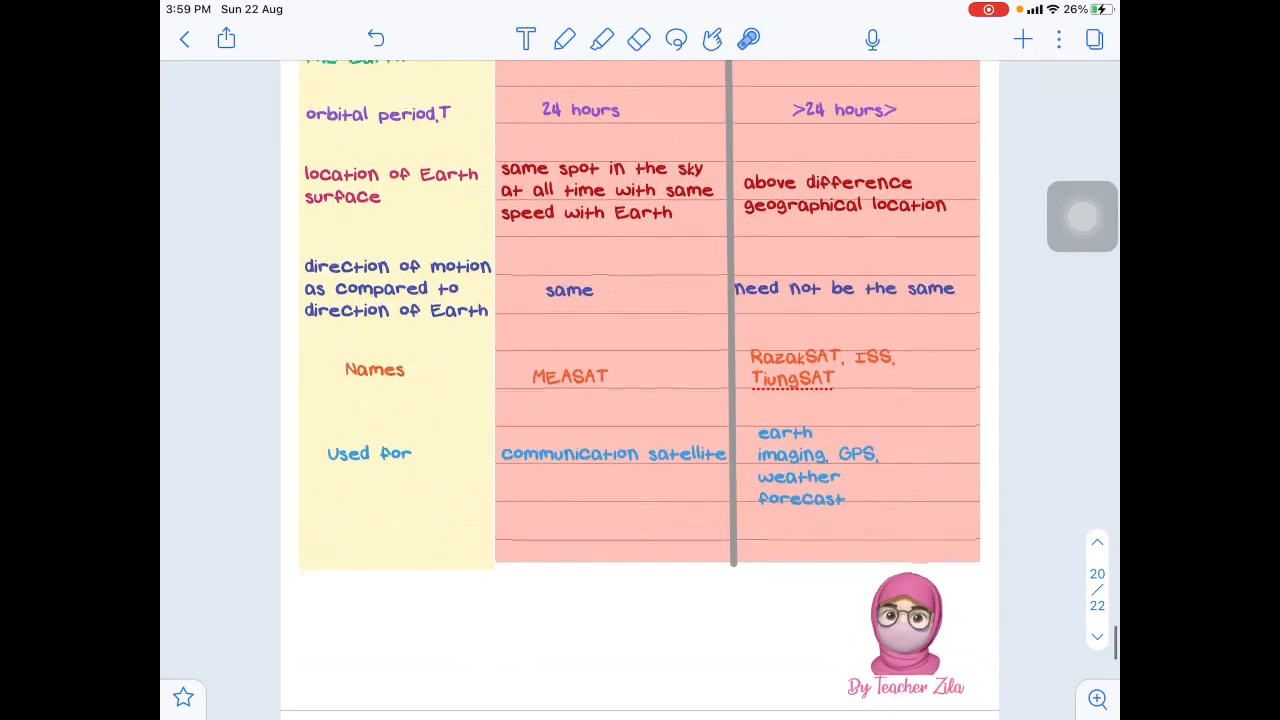 3:59 PM Sun 22 Aug
26%
orbital period,T
24 hours
>24 hours>
location of Earth
surface
same spot in the sky
at all time with same
speed with Earth
above difference
geographical location
direction of motion
as compared to
direction of Earth
same
need not be the same
Names
MEASAT
RazakSAT, ISS,
TiungSAT
Used for
communication satellite
earth
imaging, GPS,
weather
forecast
20
/
22
By Teacher Zila